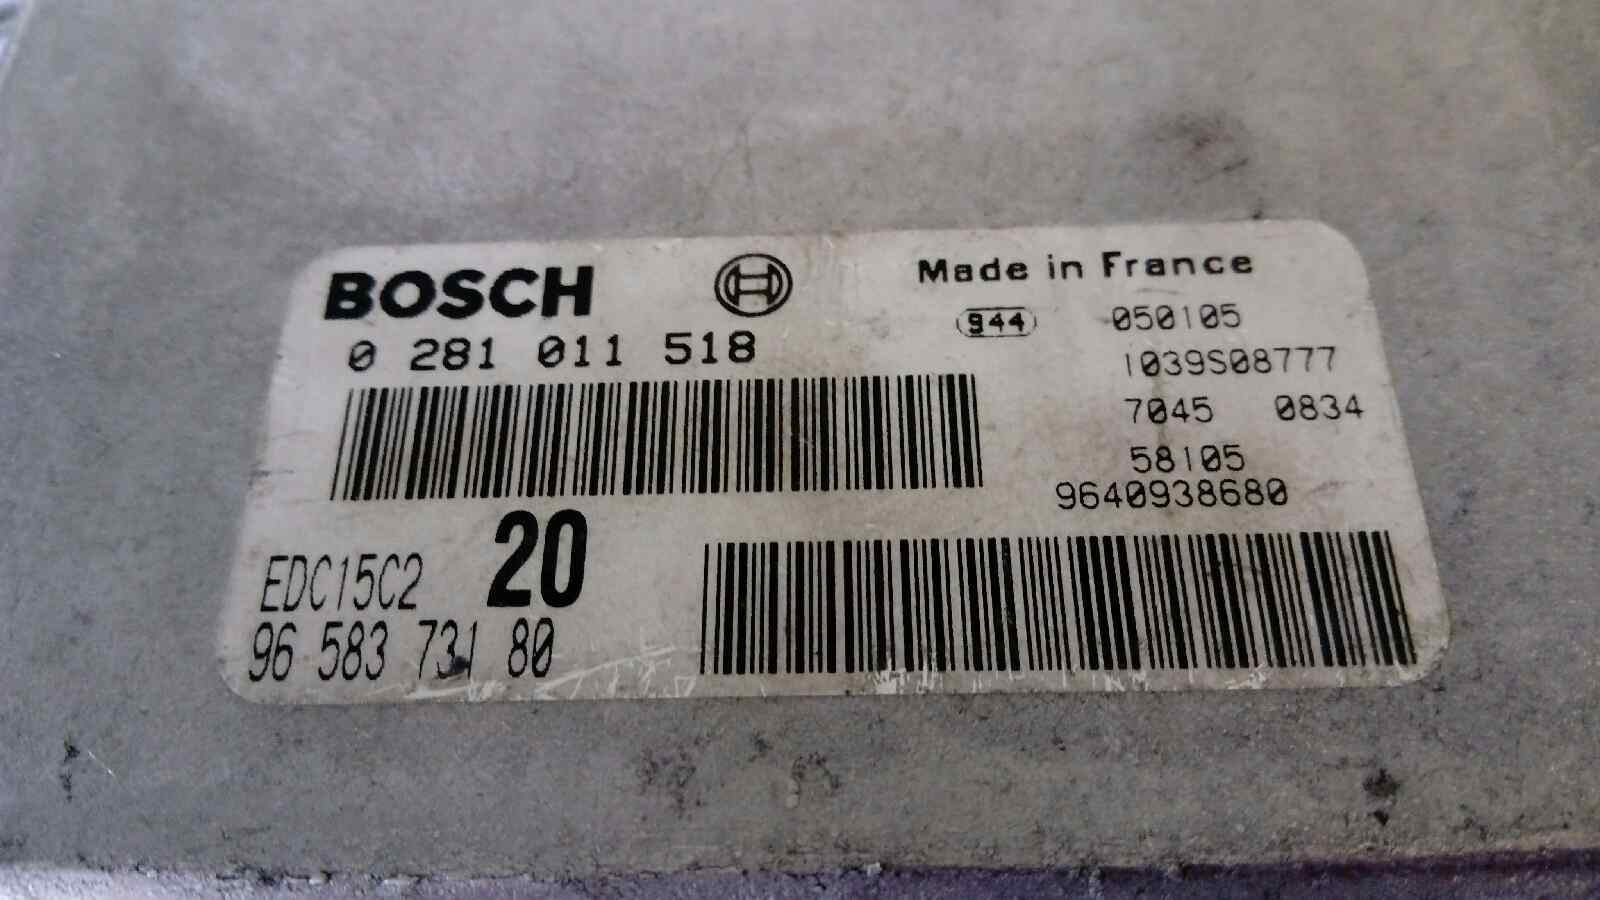 BOSCH
Made in France
0 281 011 518
944
050105
1039S08777
7045 0834
58105
9640938680
EDC15C2 20
96 583 731 80